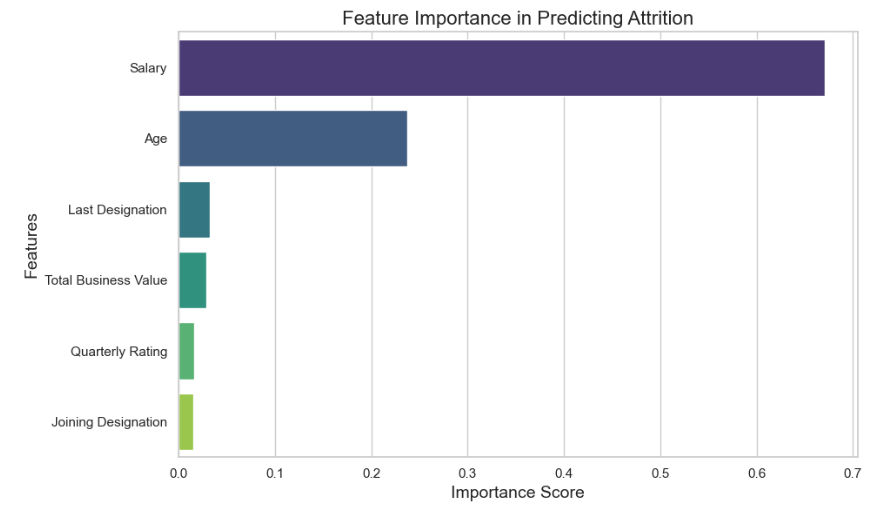 Feature Importance in Predicting Attrition
Salary
Age
Last Designation
Total Business Value
Quarterly Rating
Joining Designation
Features
0.0 0.1 0.2 0.3 0.4 0.5 0.6 0.7
Importance Score